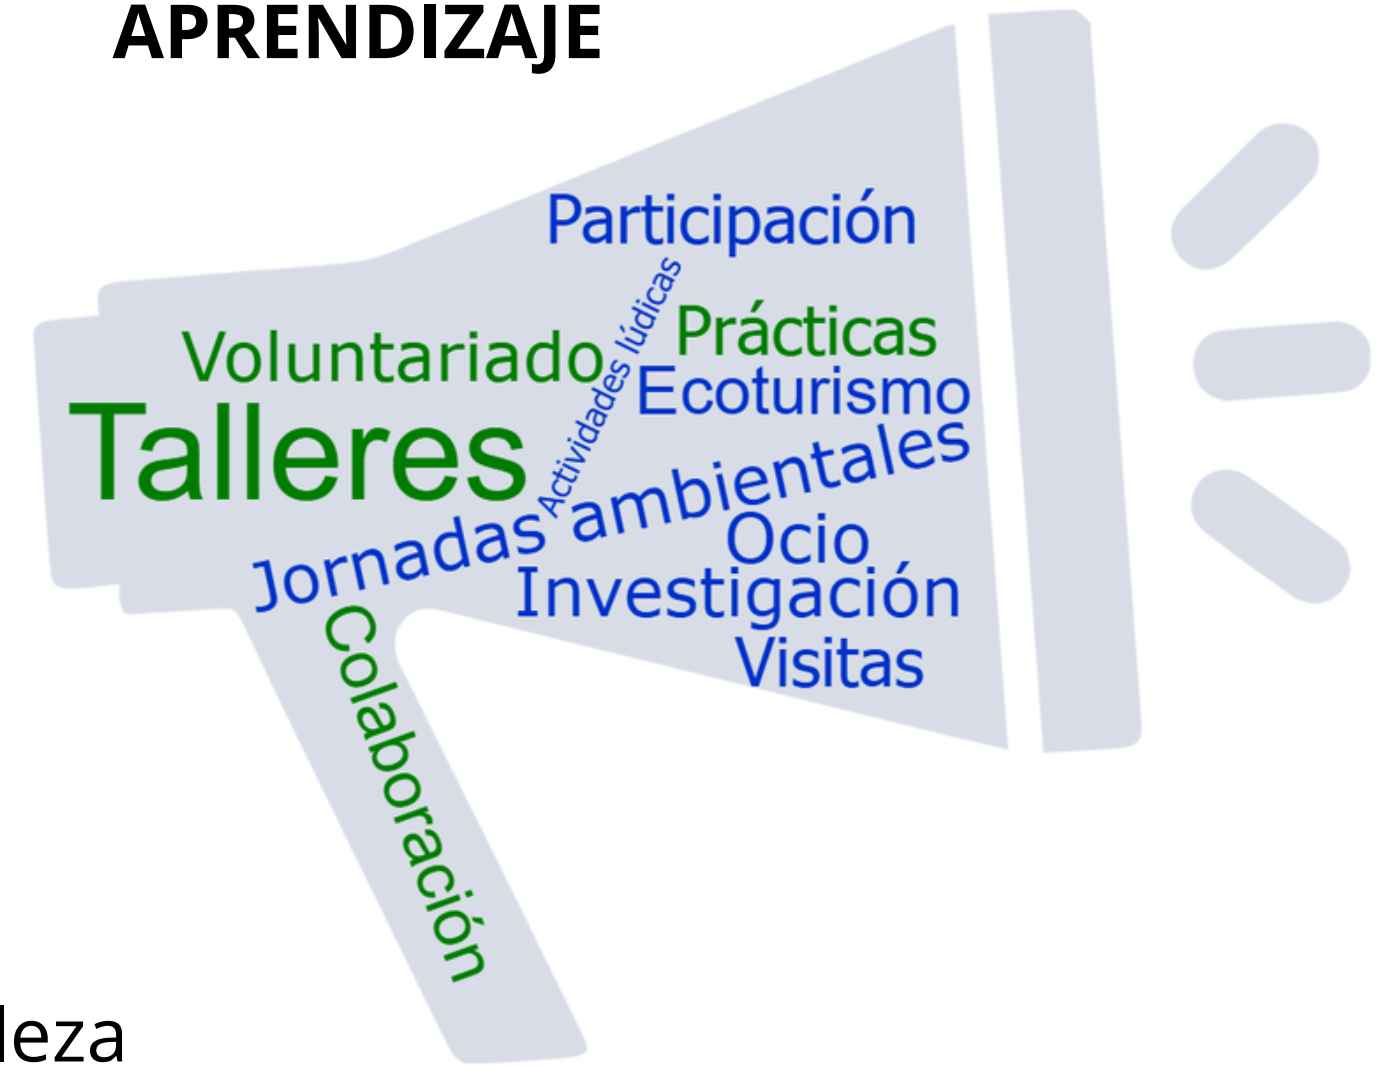 APRENDIZAJE
Participación
Actividades lúdicas
Prácticas
Voluntariado
Ecoturismo
Talleres
Jornadas ambientales
Ocio
Investigación
Visitas
Colaboración
leza